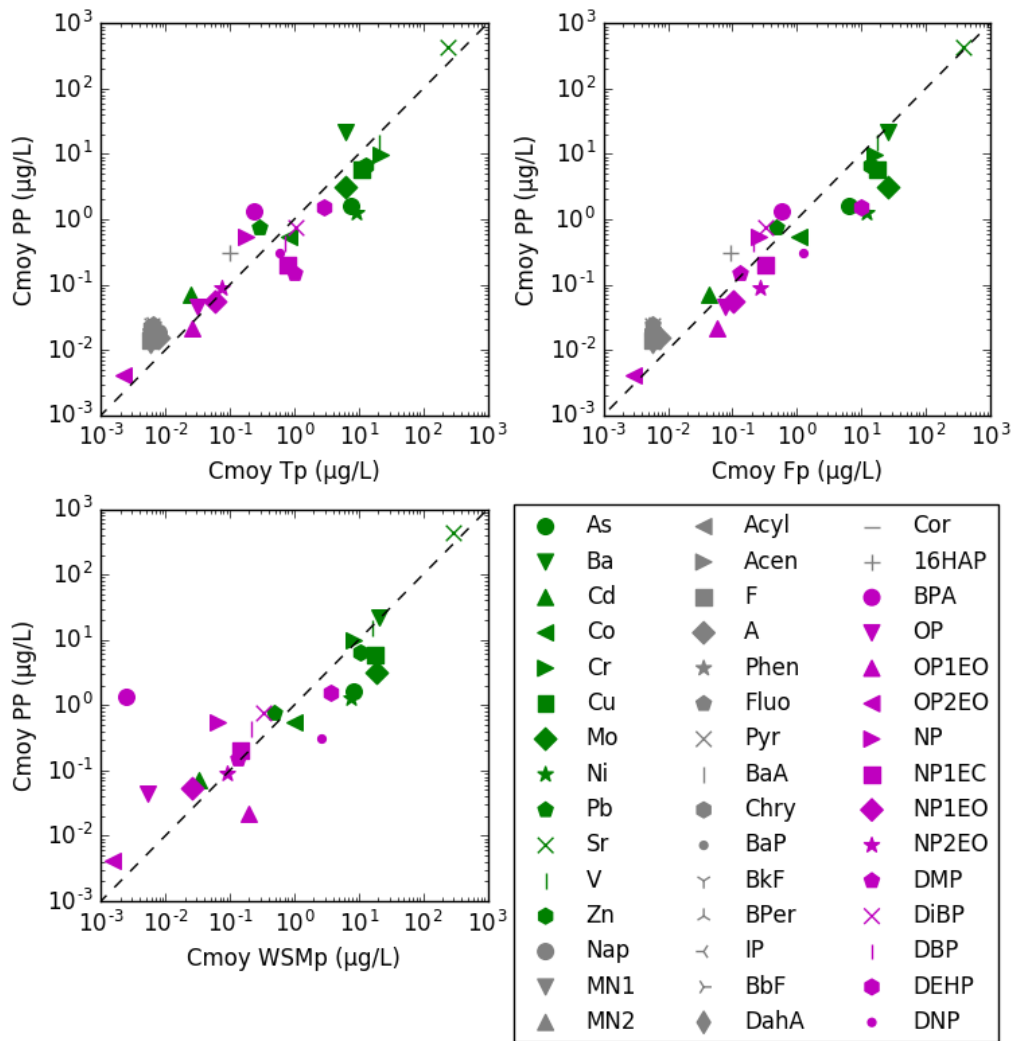 10³ 10³
10² 10²
10¹ 10¹
10⁰ 10⁰
10⁻¹ 10⁻¹
10⁻² 10⁻²
10⁻³ 10⁻³
Cmoy PP (µg/L) Cmoy PP (µg/L)
10⁻³ 10⁻² 10⁻¹ 10⁰ 10¹ 10² 10³ 10⁻³ 10⁻² 10⁻¹ 10⁰ 10¹ 10² 10³
Cmoy Tp (µg/L) Cmoy Fp (µg/L)
10³
10²
10¹
10⁰
10⁻¹
10⁻²
10⁻³
Cmoy PP (µg/L)
10⁻³ 10⁻² 10⁻¹ 10⁰ 10¹ 10² 10³
Cmoy WSMp (µg/L)
As Acyl Cor
Ba Acen 16HAP
Cd F BPA
Co A OP
Cr Phen OP1EO
Cu Fluo OP2EO
Mo Pyr NP
Ni BaA NP1EC
Pb Chry NP1EO
Sr BaP NP2EO
V BkF DMP
Zn BPer DiBP
Nap IP DBP
MN1 BbF DEHP
MN2 DahA DNP